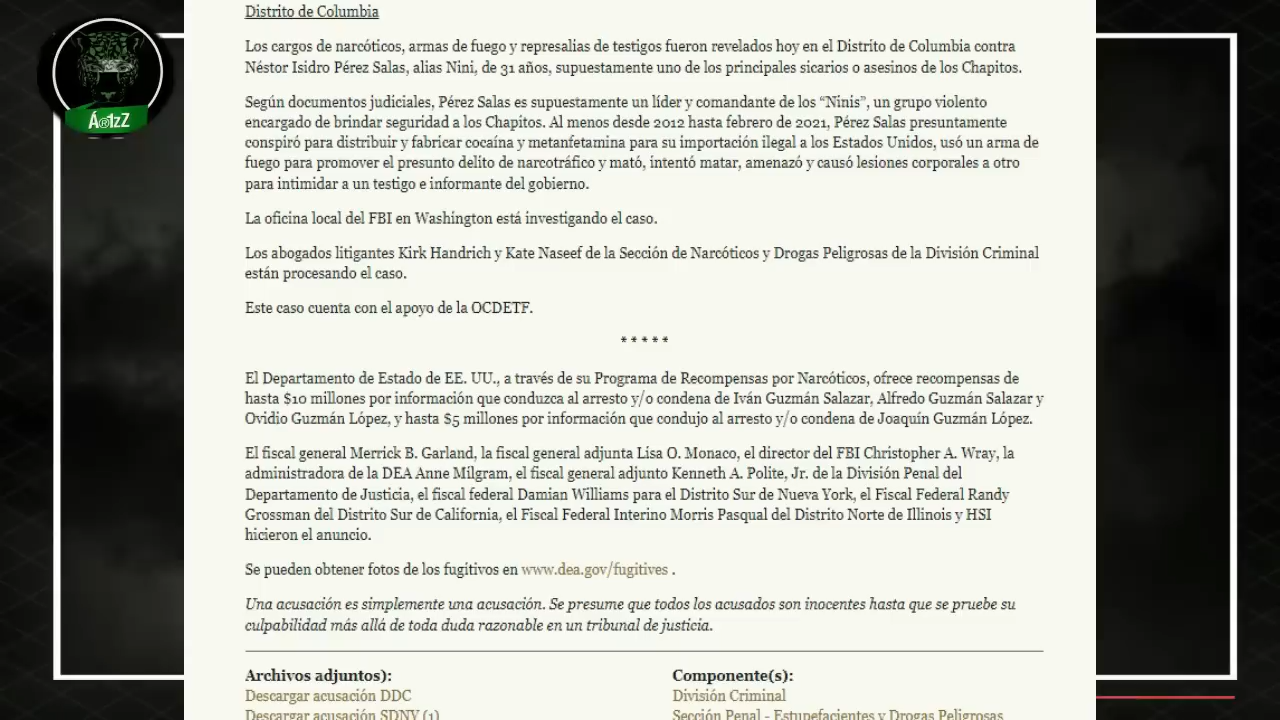 Distrito de Columbia
Los cargos de narcóticos, armas de fuego y represalias de testigos fueron revelados hoy en el Distrito de Columbia contra
Néstor Isidro Pérez Salas, alias Nini, de 31 años, supuestamente uno de los principales sicarios o asesinos de los Chapitos.
Según documentos judiciales, Pérez Salas es supuestamente un líder y comandante de los “Ninis”, un grupo violento
encargado de brindar seguridad a los Chapitos. Al menos desde 2012 hasta febrero de 2021, Pérez Salas presuntamente
conspiró para distribuir y fabricar cocaína y metanfetamina para su importación ilegal a los Estados Unidos, usó un arma de
fuego para promover el presunto delito de narcotráfico y mató, intentó matar, amenazó y causó lesiones corporales a otro
para intimidar a un testigo e informante del gobierno.
La oficina local del FBI en Washington está investigando el caso.
Los abogados litigantes Kirk Handrich y Kate Naseef de la Sección de Narcóticos y Drogas Peligrosas de la División Criminal
están procesando el caso.
Este caso cuenta con el apoyo de la OCDETF.
* * * * *
El Departamento de Estado de EE. UU., a través de su Programa de Recompensas por Narcóticos, ofrece recompensas de
hasta $10 millones por información que conduzca al arresto y/o condena de Iván Guzmán Salazar, Alfredo Guzmán Salazar y
Ovidio Guzmán López, y hasta $5 millones por información que condujo al arresto y/o condena de Joaquín Guzmán López.
El fiscal general Merrick B. Garland, la fiscal general adjunta Lisa O. Monaco, el director del FBI Christopher A. Wray, la
administradora de la DEA Anne Milgram, el fiscal general adjunto Kenneth A. Polite, Jr. de la División Penal del
Departamento de Justicia, el fiscal federal Damian Williams para el Distrito Sur de Nueva York, el Fiscal Federal Randy
Grossman del Distrito Sur de California, el Fiscal Federal Interino Morris Pasqual del Distrito Norte de Illinois y HSI
hicieron el anuncio.
Se pueden obtener fotos de los fugitivos en www.dea.gov/fugitives .
Una acusación es simplemente una acusación. Se presume que todos los acusados son inocentes hasta que se pruebe su
culpabilidad más allá de toda duda razonable en un tribunal de justicia.
Archivos adjuntos):
Descargar acusación DDC
Descargar acusación SDNY (1)
Componente(s):
División Criminal
Sección Penal - Estupefacientes y Drogas Peligrosas
Á®1zZ